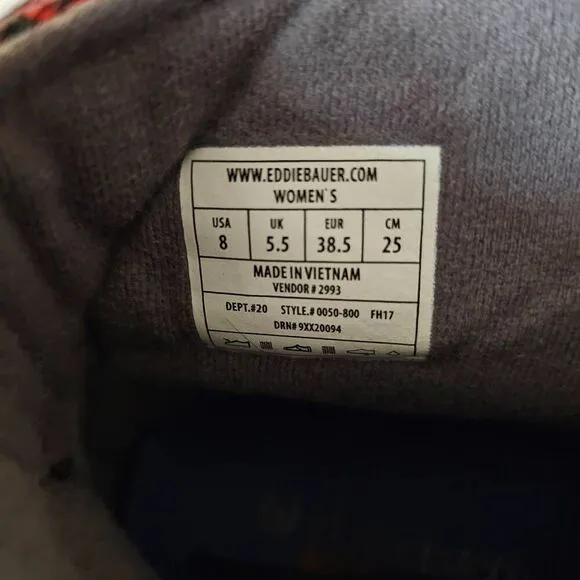 WWW.EDDIEBAUER.COM
WOMEN`S
USA UK EUR CM
8 5.5 38.5 25
MADE IN VIETNAM
VENDOR # 2993
DEPT.#20 STYLE.# 0050-800 FH17
DRN# 9XX20094